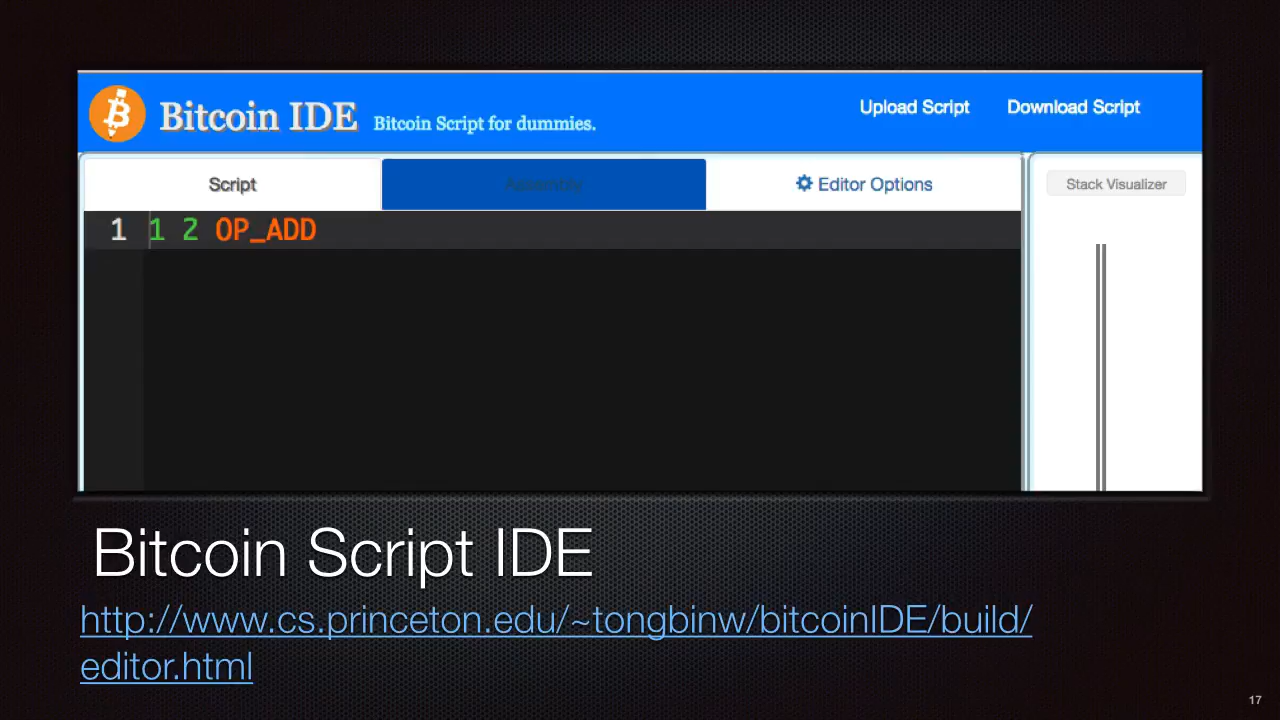 Bitcoin IDE Bitcoin Script for dummies. Upload Script Download Script
Script Assembly Editor Options Stack Visualizer
1 1 2 OP_ADD
Bitcoin Script IDE
http://www.cs.princeton.edu/~tongbinw/bitcoinIDE/build/
editor.html
17